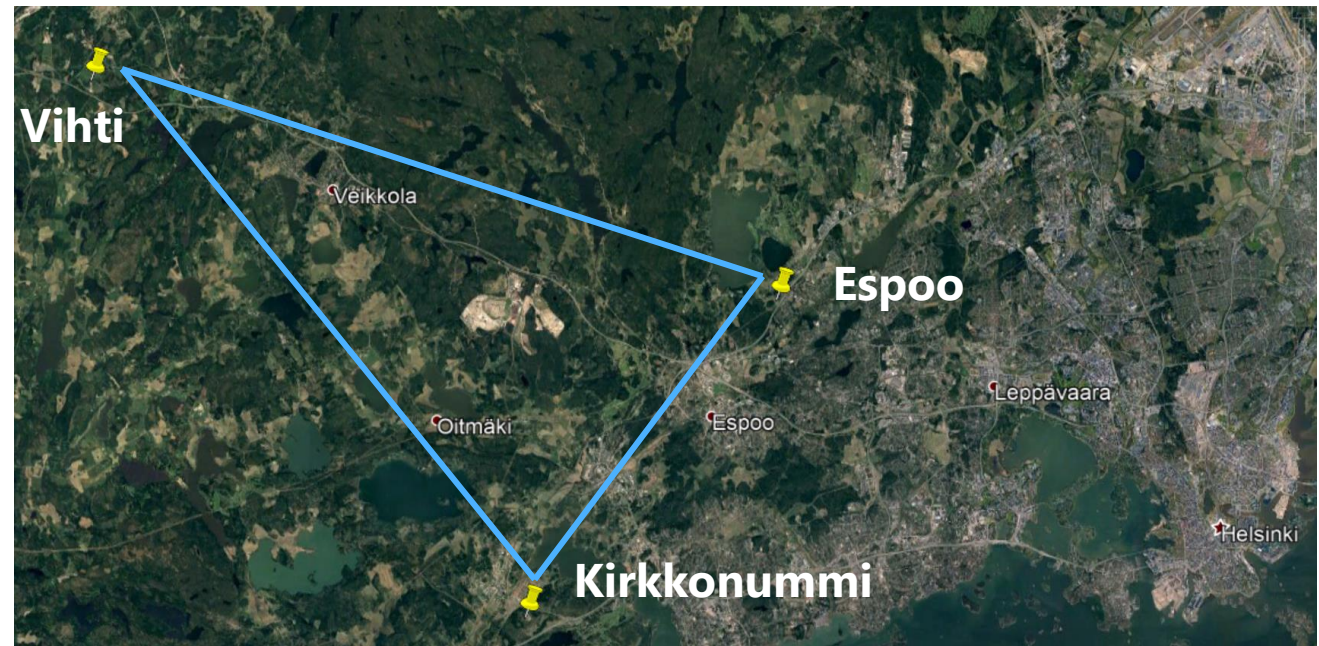 Vihti
Veikkola
Espoo
Leppävaara
Oitmäki
Espoo
Helsinki
Kirkkonummi